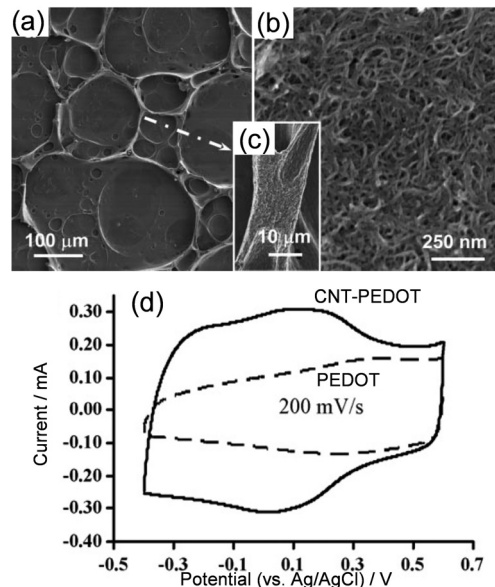 (a)
(b)
(c)
100 µm
10 µm
250 nm
(d)
CNT-PEDOT
PEDOT
200 mV/s
Current / mA
0.30
0.20
0.10
0.00
-0.10
-0.20
-0.30
-0.40
-0.5 -0.3 -0.1 0.1 0.3 0.5 0.7
Potential (vs. Ag/AgCl) / V